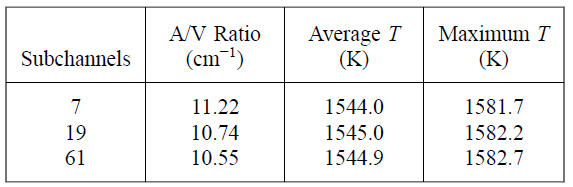 Subchannels A/V Ratio (cm⁻¹) Average T (K) Maximum T (K)
7 11.22 1544.0 1581.7
19 10.74 1545.0 1582.2
61 10.55 1544.9 1582.7